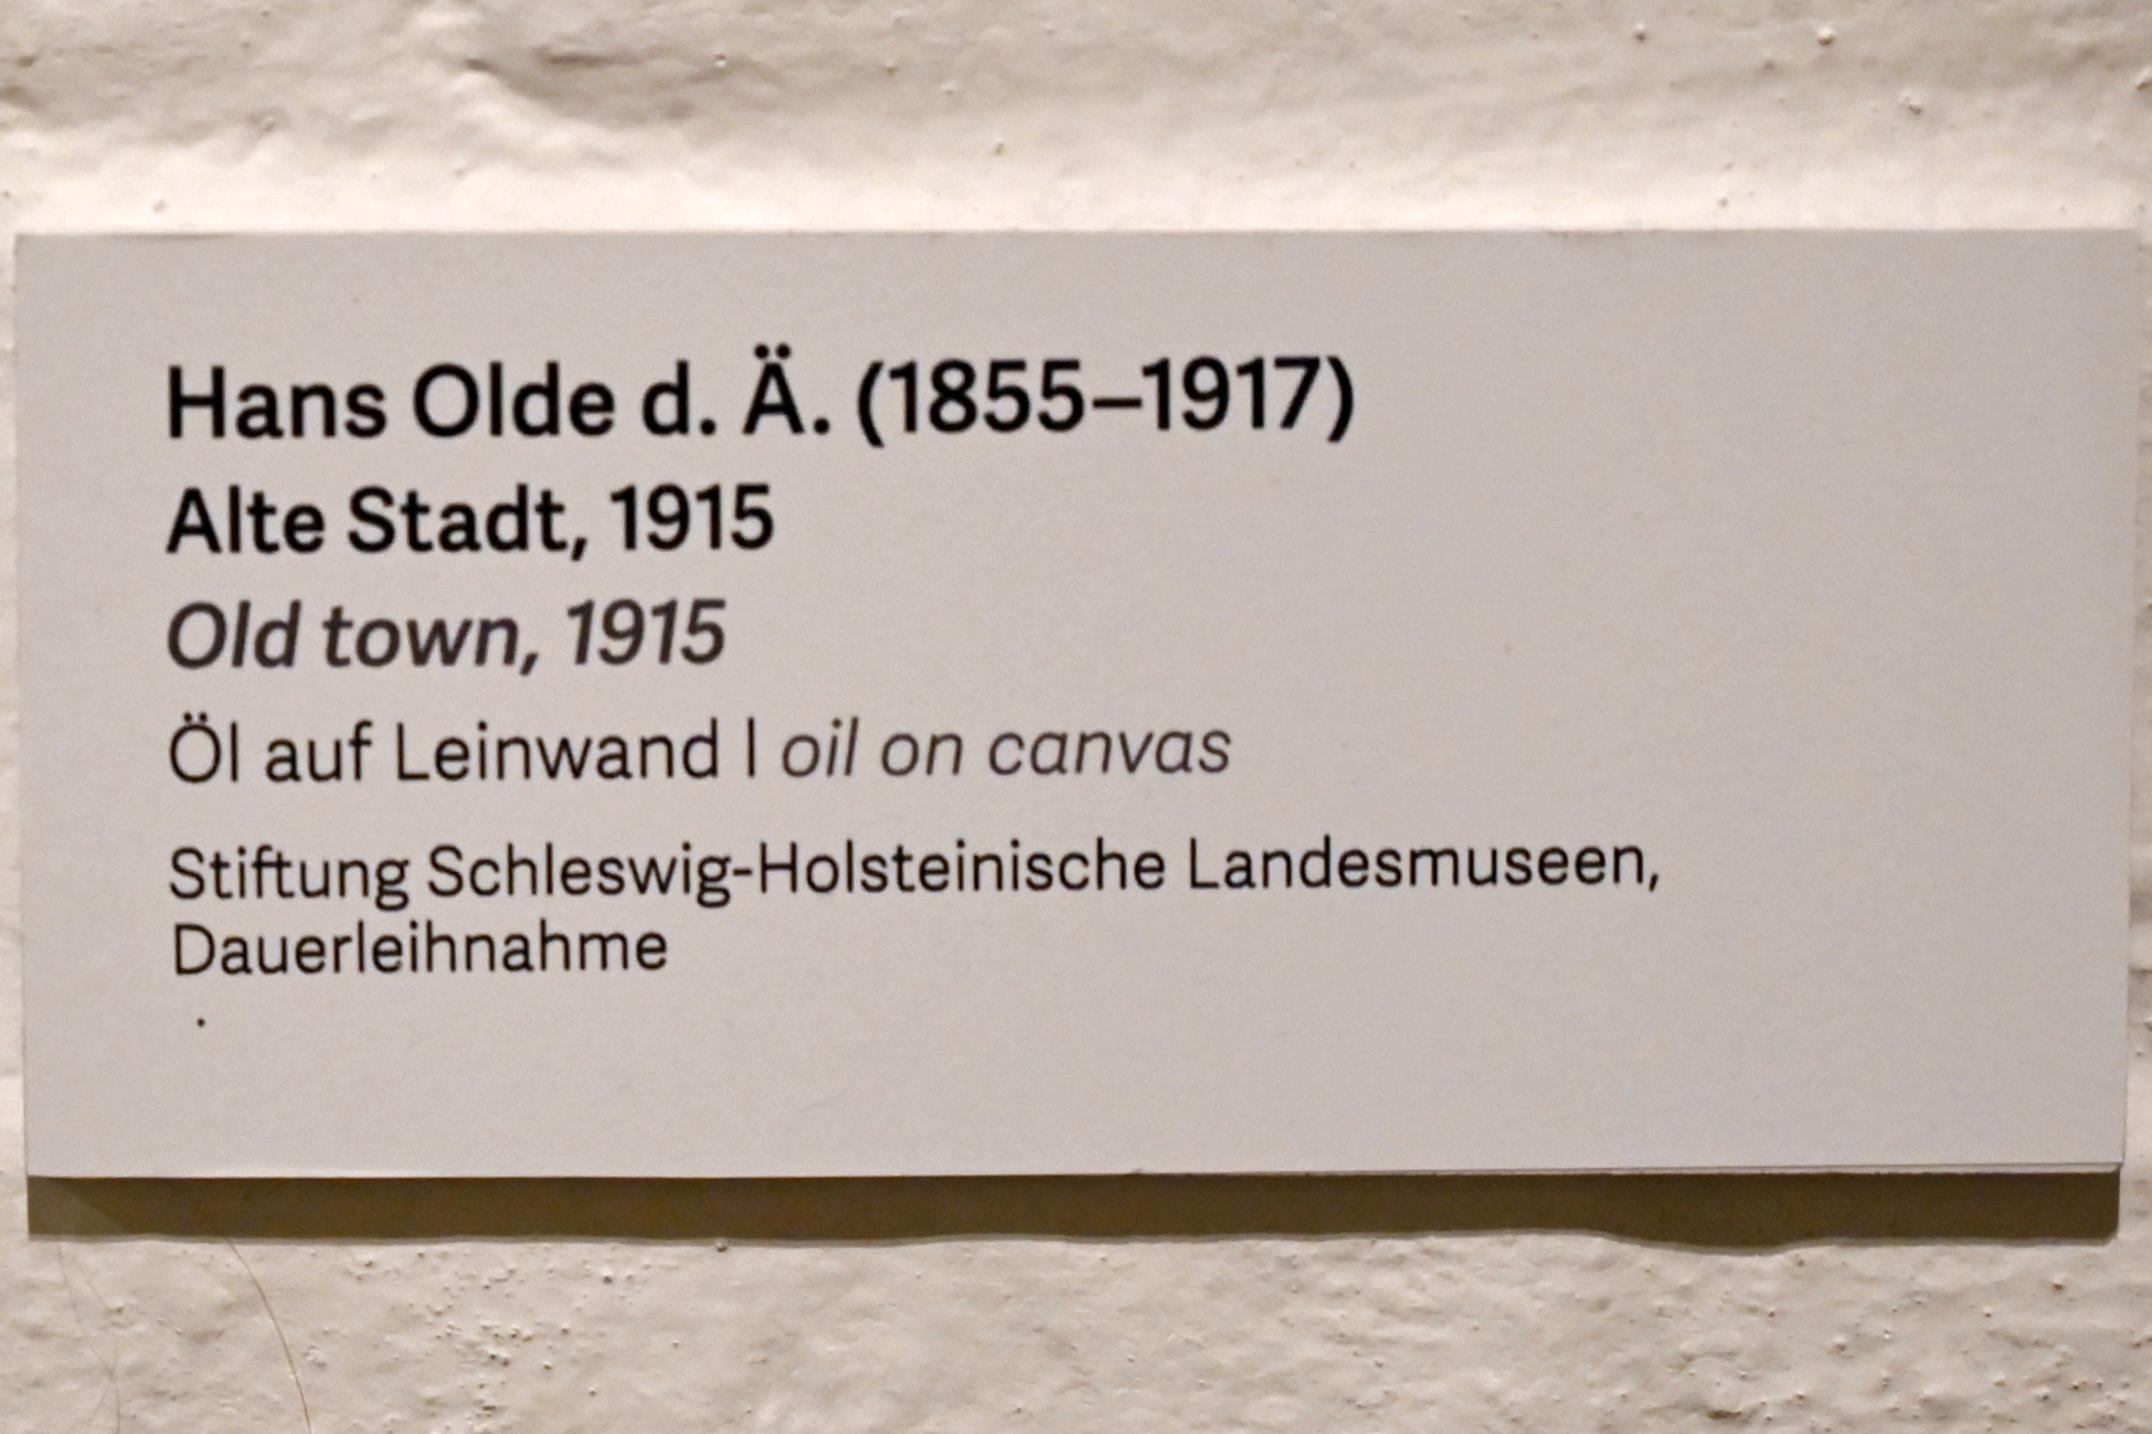 Hans Olde d. Ä. (1855–1917)
Alte Stadt, 1915
Old town, 1915
Öl auf Leinwand | oil on canvas
Stiftung Schleswig-Holsteinische Landesmuseen,
Dauerleihnahme